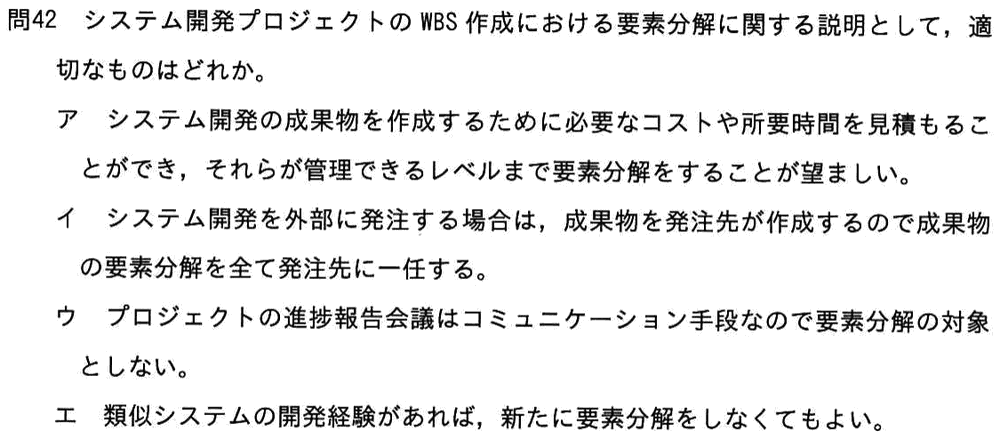 問42　システム開発プロジェクトの WBS 作成における要素分解に関する説明として，適
切なものはどれか。
ア　システム開発の成果物を作成するために必要なコストや所要時間を見積もるこ
とができ，それらが管理できるレベルまで要素分解をすることが望ましい。
イ　システム開発を外部に発注する場合は，成果物を発注先が作成するので成果物
の要素分解を全て発注先に一任する。
ウ　プロジェクトの進捗報告会議はコミュニケーション手段なので要素分解の対象
としない。
エ　類似システムの開発経験があれば，新たに要素分解をしなくてもよい。